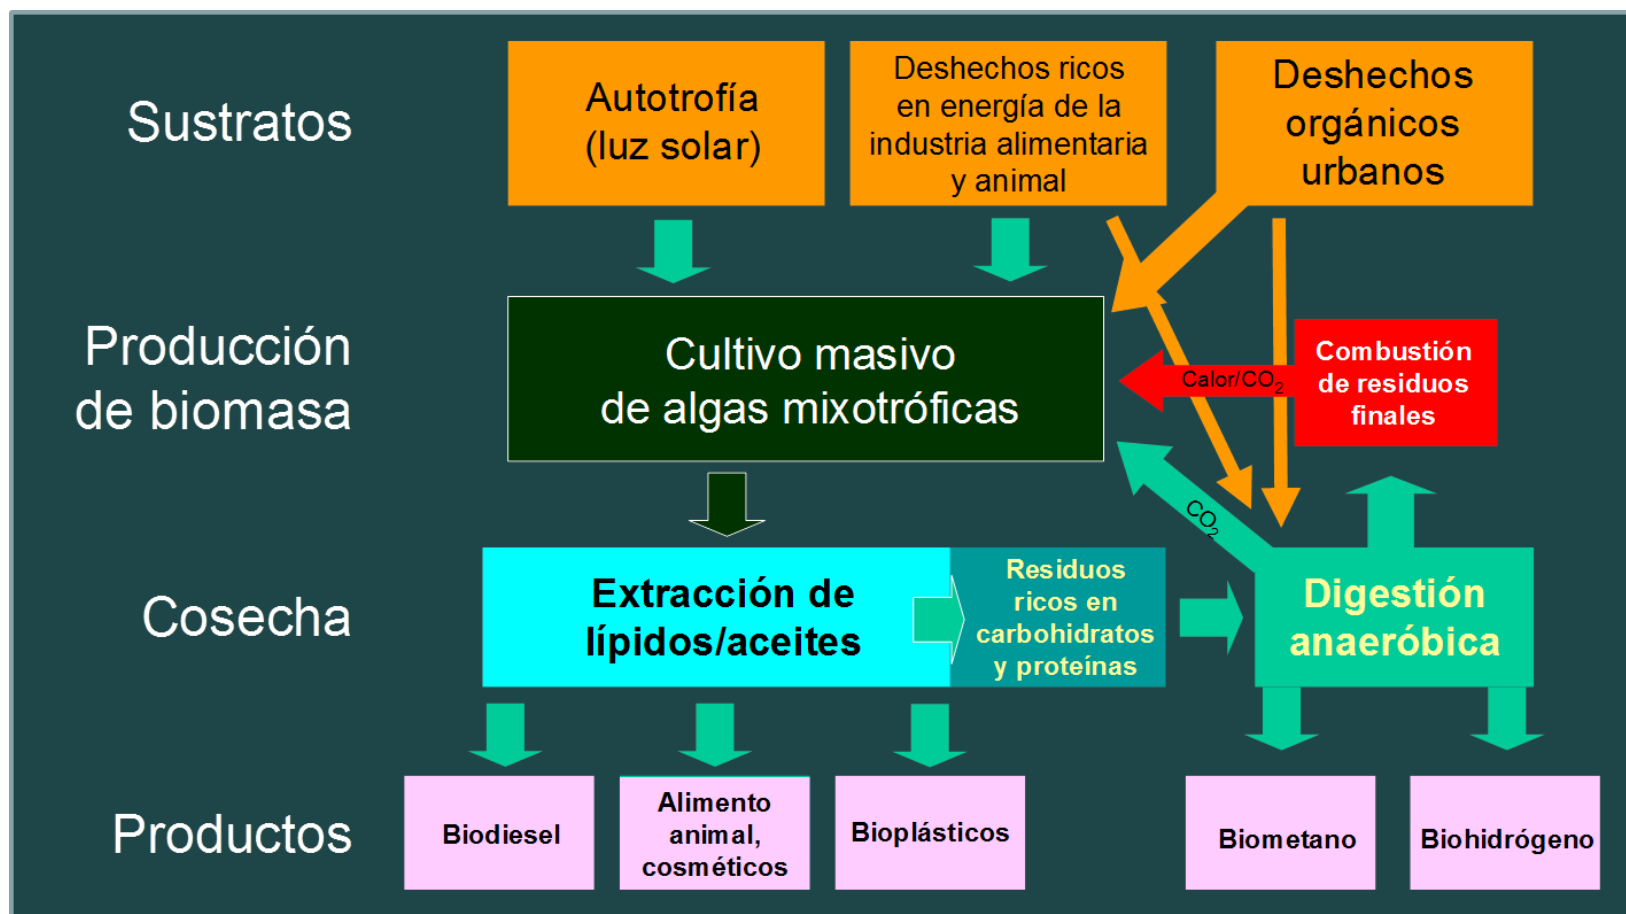 Sustratos
Autotrofía
(luz solar)
Deshechos ricos
en energía de la
industria alimentaria
y animal
Deshechos
orgánicos
urbanos
Producción
de biomasa
Cultivo masivo
de algas mixotróficas
Calor/CO₂
Combustión
de residuos
finales
CO₂
Cosecha
Extracción de
lípidos/aceites
Residuos
ricos en
carbohidratos
y proteínas
Digestión
anaeróbica
Productos
Biodiesel
Alimento
animal,
cosméticos
Bioplásticos
Biometano
Biohidrógeno